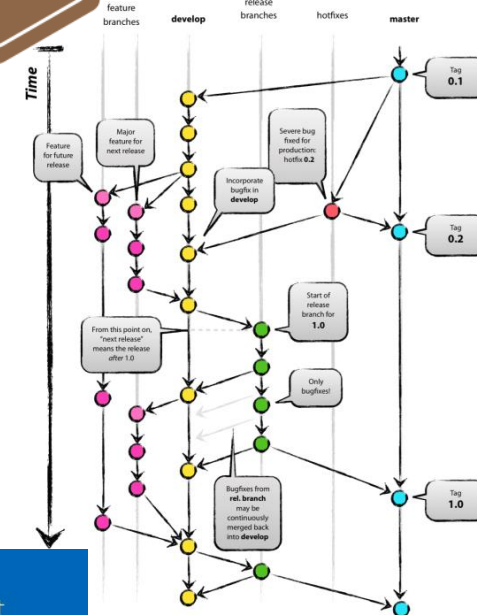 feature
branches
develop
release
branches
hotfixes
master
Time
Tag
0.1
Major
feature for
next release
Feature
for future
release
Severe bug
fixed for
production:
hotfix 0.2
Incorporate
bugfix in
develop
Tag
0.2
Start of
release
branch for
1.0
From this point on,
"next release"
means the release
after 1.0
Only
bugfixes!
Bugfixes from
rel. branch
may be
continuously
merged back
into develop
Tag
1.0